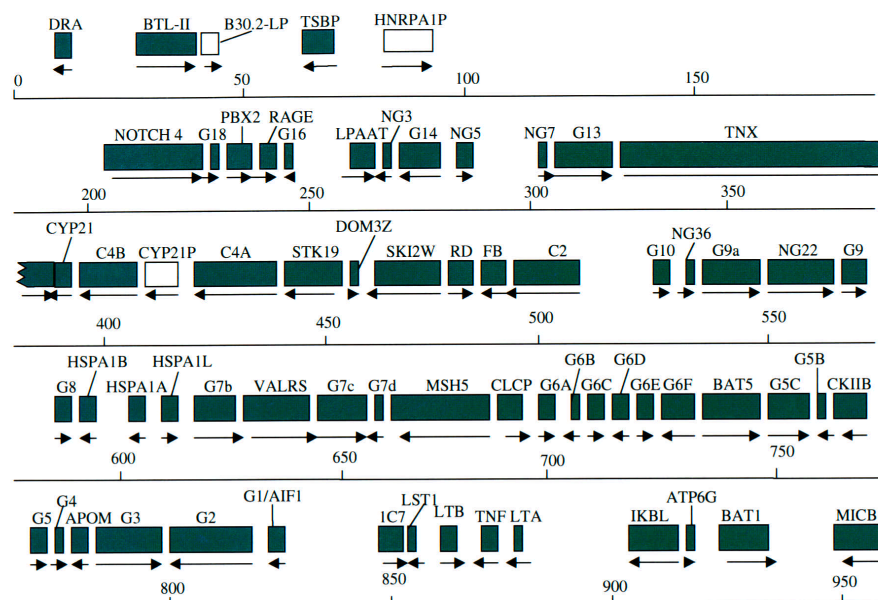 DRA BTL-II B30.2-LP TSBP HNRPA1P
0 50 100 150
NOTCH 4 G18 PBX2 RAGE G16 LPAAT NG3 G14 NG5 NG7 G13 TNX
200 250 300 350
CYP21 C4B CYP21P C4A STK19 DOM3Z SKI2W RD FB C2 G10 NG36 G9a NG22 G9
400 450 500 550
G8 HSPA1B HSPA1A HSPA1L G7b VALRS G7c G7d MSH5 CLCP G6A G6B G6C G6D G6E G6F BAT5 G5C G5B CKIIB
600 650 700 750
G5 G4 APOM G3 G2 G1/AIF1 1C7 LST1 LTB TNF LTA IKBL ATP6G BAT1 MICB
800 850 900 950